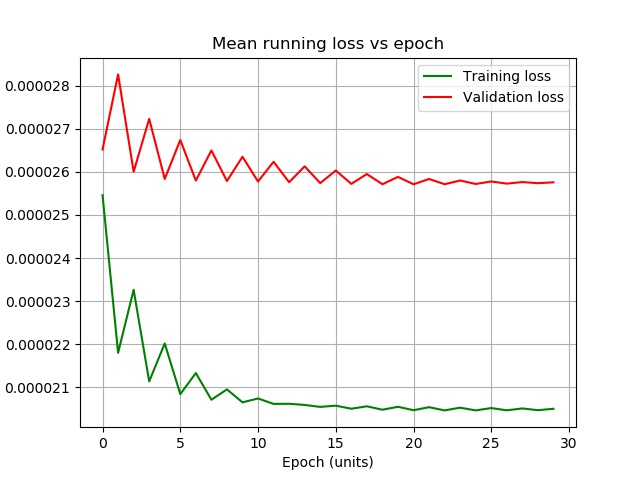 Mean running loss vs epoch
Training loss
Validation loss
0.000028
0.000027
0.000026
0.000025
0.000024
0.000023
0.000022
0.000021
0 5 10 15 20 25 30
Epoch (units)